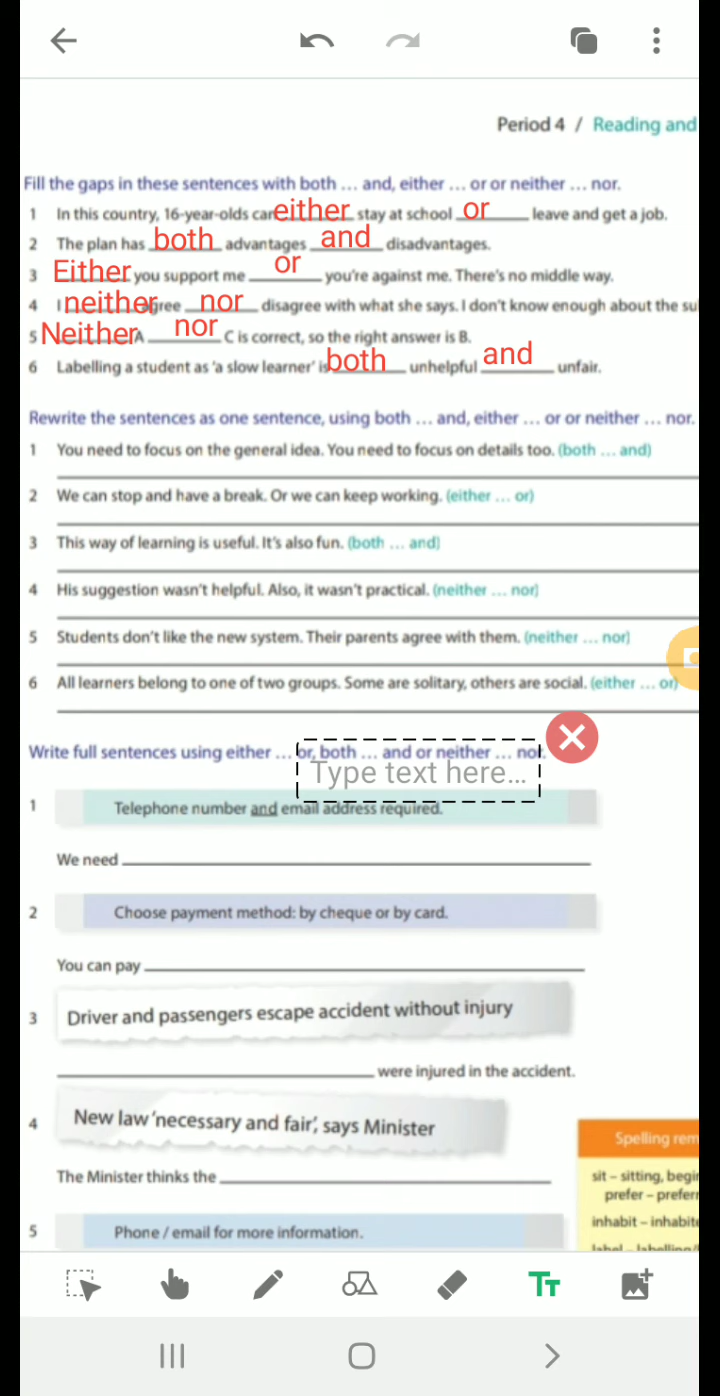 Period 4 / Reading and
Fill the gaps in these sentences with both ... and, either ... or or neither ... nor.
1 In this country, 16-year-olds can either stay at school or leave and get a job.
2 The plan has both advantages and disadvantages.
3 Either you support me or you're against me. There's no middle way.
4 I neither agree nor disagree with what she says. I don't know enough about the su
5 Neither A nor C is correct, so the right answer is B.
6 Labelling a student as 'a slow learner' is both unhelpful and unfair.
Rewrite the sentences as one sentence, using both ... and, either ... or or neither ... nor.
1 You need to focus on the general idea. You need to focus on details too. (both ... and)
2 We can stop and have a break. Or we can keep working. (either ... or)
3 This way of learning is useful. It's also fun. (both ... and)
4 His suggestion wasn't helpful. Also, it wasn't practical. (neither ... nor)
5 Students don't like the new system. Their parents agree with them. (neither ... nor)
6 All learners belong to one of two groups. Some are solitary, others are social. (either ... or)
Write full sentences using either ... or, both ... and or neither ... nor.
Type text here...
1 Telephone number and email address required.
We need
2 Choose payment method: by cheque or by card.
You can pay
3 Driver and passengers escape accident without injury
were injured in the accident.
4 New law 'necessary and fair', says Minister
The Minister thinks the
Spelling rem
sit – sitting, begi
prefer – prefer
inhabit – inhabit
label – labelling/
5 Phone / email for more information.
TT